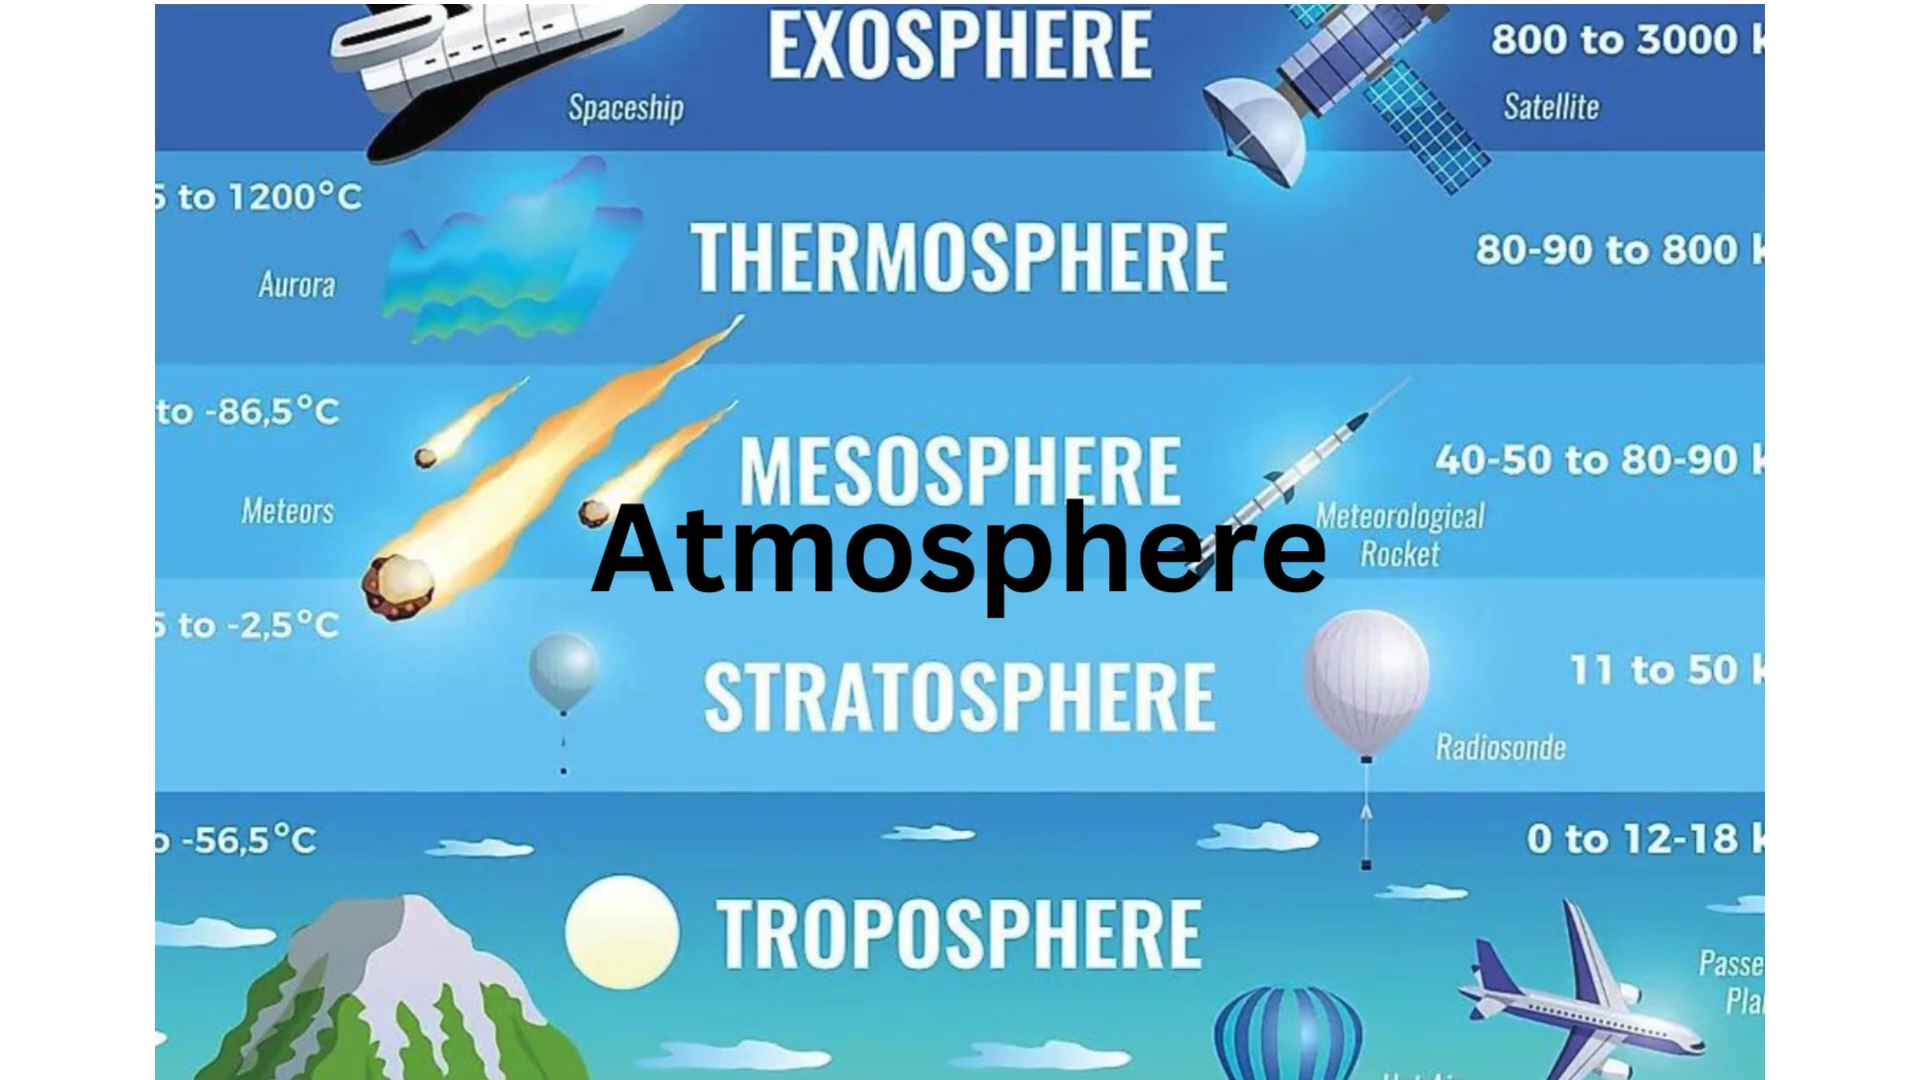 EXOSPHERE
800 to 3000
Spaceship
Satellite
to 1200°C
THERMOSPHERE
80-90 to 800
Aurora
to -86,5°C
MESOSPHERE
40-50 to 80-90
Meteors
Meteorological
Rocket
Atmosphere
to -2,5°C
STRATOSPHERE
11 to 50
Radiosonde
-56,5°C
0 to 12-18
TROPOSPHERE